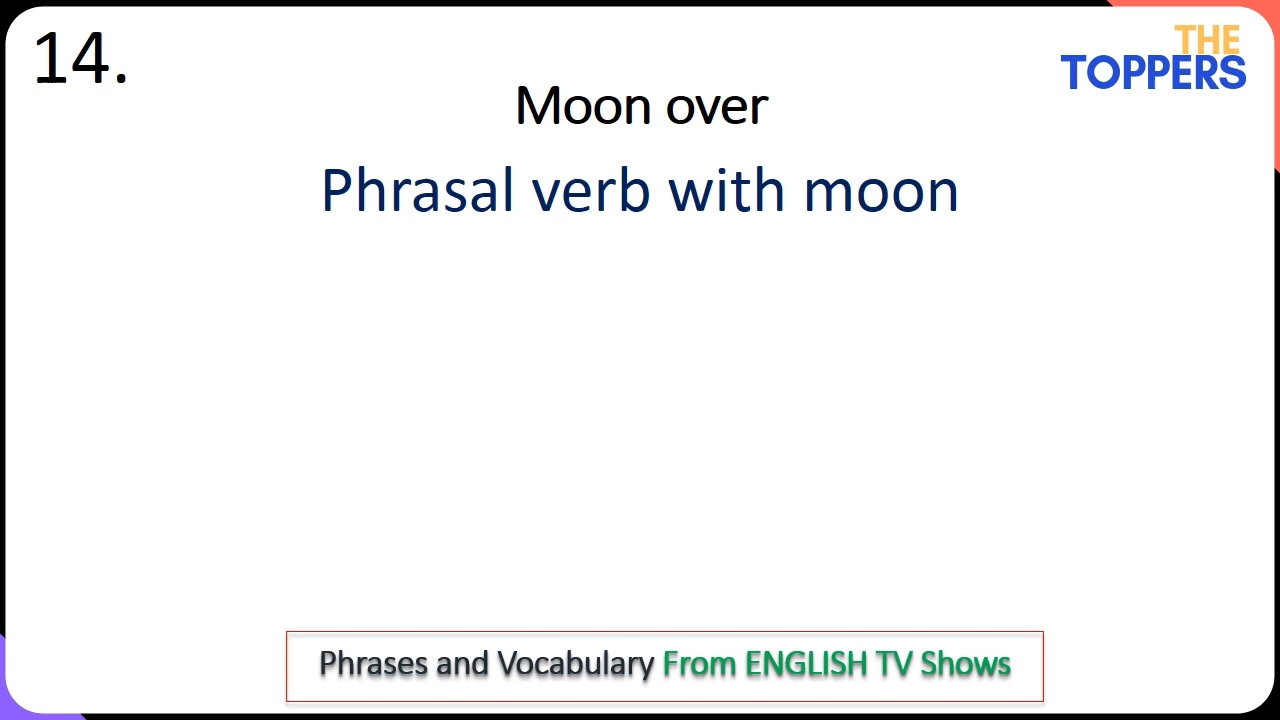 14.
THE
TOPPERS
Moon over
Phrasal verb with moon
Phrases and Vocabulary From ENGLISH TV Shows